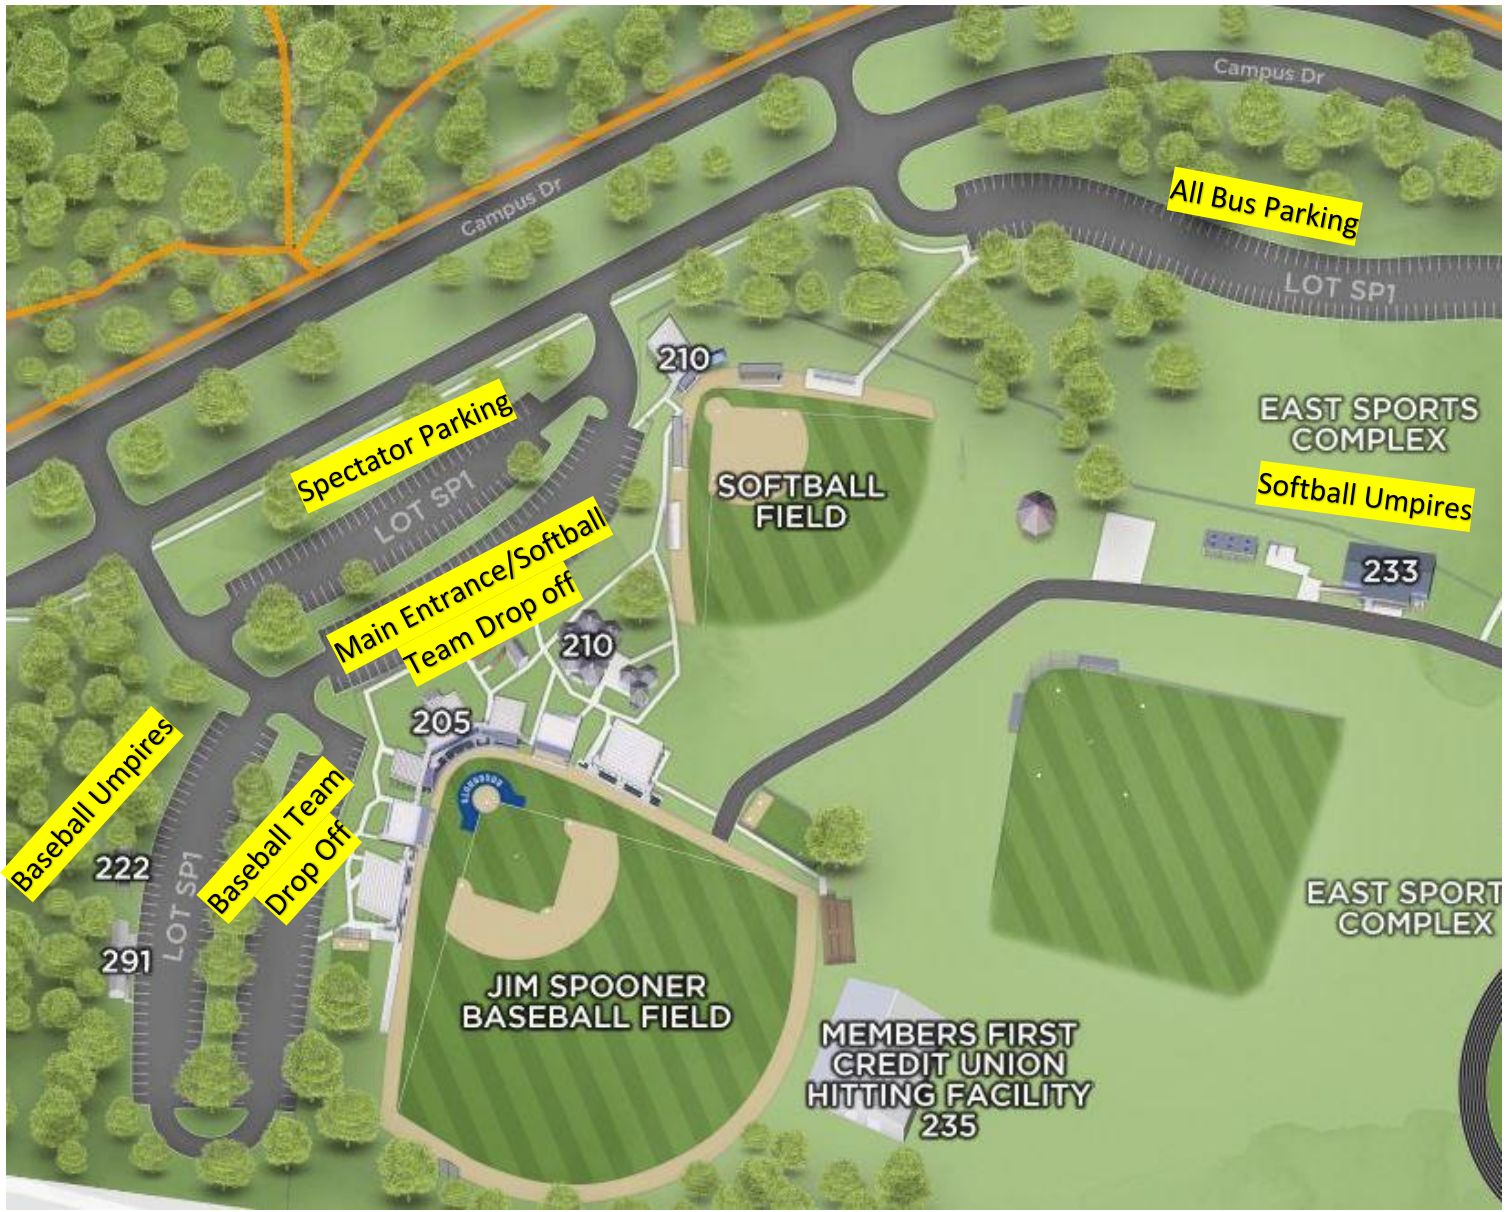 Campus Dr
Campus Dr
All Bus Parking
LOT SP1
210
EAST SPORTS
COMPLEX
Spectator Parking
LOT SP1
SOFTBALL
FIELD
Softball Umpires
233
Main Entrance/Softball
Team Drop off
210
205
Baseball Umpires
Baseball Team
Drop Off
222
LOT SP1
291
EAST SPORT
COMPLEX
JIM SPOONER
BASEBALL FIELD
MEMBERS FIRST
CREDIT UNION
HITTING FACILITY
235